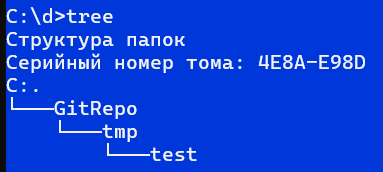 C:\d>tree
Структура папок
Серийный номер тома: 4E8A-E98D
C:.
└───GitRepo
    └───tmp
        └───test